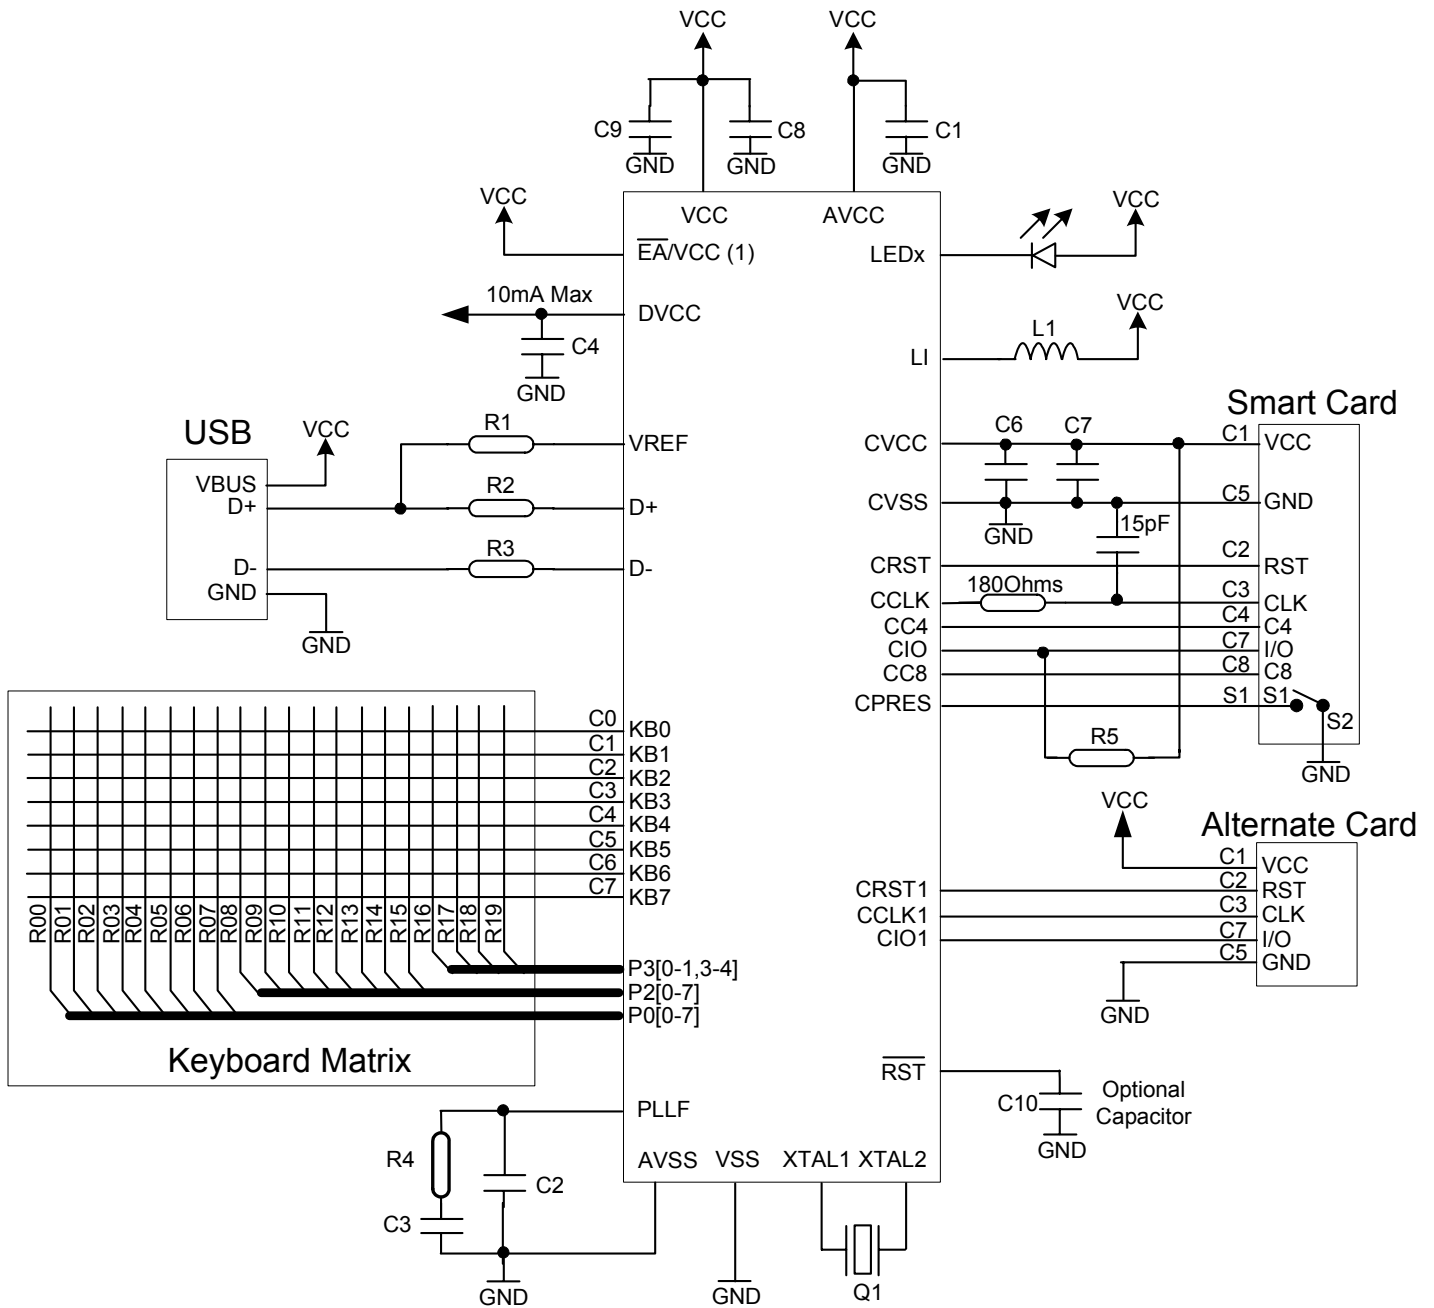 VCC
VCC
C9
C8
C1
GND
GND
GND
VCC
VCC
AVCC
VCC
EA/VCC (1)
LEDx
10mA Max
DVCC
VCC
L1
C4
LI
GND
Smart Card
USB
VCC
R1
VREF
CVCC
C6
C7
C1
VCC
VBUS
R2
D+
D+
CVSS
C5
GND
GND
15pF
R3
D-
D-
CRST
C2
RST
GND
180Ohms
CCLK
C3
CLK
CC4
C4
C4
GND
CIO
C7
I/O
CC8
C8
C8
CPRES
S1
S1
S2
C0
KB0
R5
C1
KB1
GND
C2
KB2
C3
KB3
VCC
C4
KB4
Alternate Card
C5
KB5
C6
KB6
C1
VCC
C7
KB7
CRST1
C2
RST
R00
R01
R02
R03
R04
R05
R06
R07
R08
R09
R10
R11
R12
R13
R14
R15
R16
R17
R18
R19
CCLK1
C3
CLK
CIO1
C7
I/O
C5
GND
P3[0-1,3-4]
P2[0-7]
P0[0-7]
GND
Keyboard Matrix
RST
C10
Optional
Capacitor
PLLF
GND
R4
AVSS
VSS
XTAL1
XTAL2
C2
C3
GND
GND
Q1